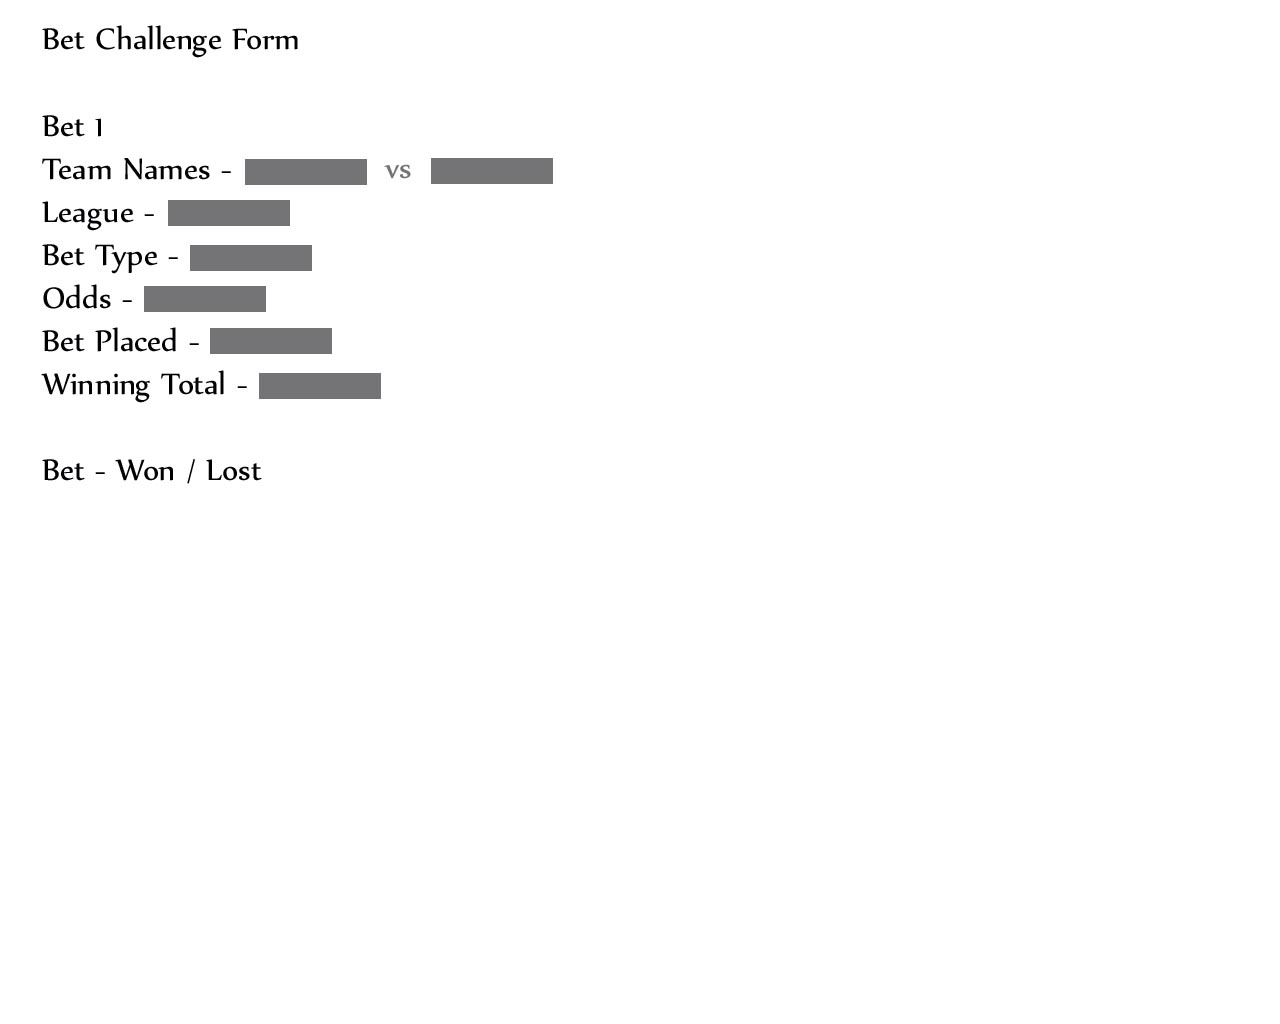 Bet Challenge Form
Bet 1
Team Names - vs
League -
Bet Type -
Odds -
Bet Placed -
Winning Total -
Bet - Won / Lost